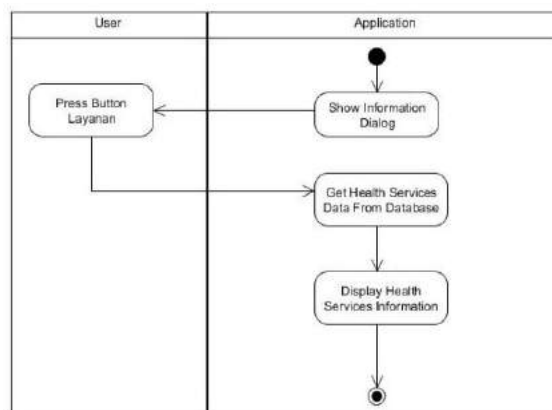 User
Application
Show Information
Dialog
Press Button
Layanan
Get Health Services
Data From Database
Display Health
Services Information